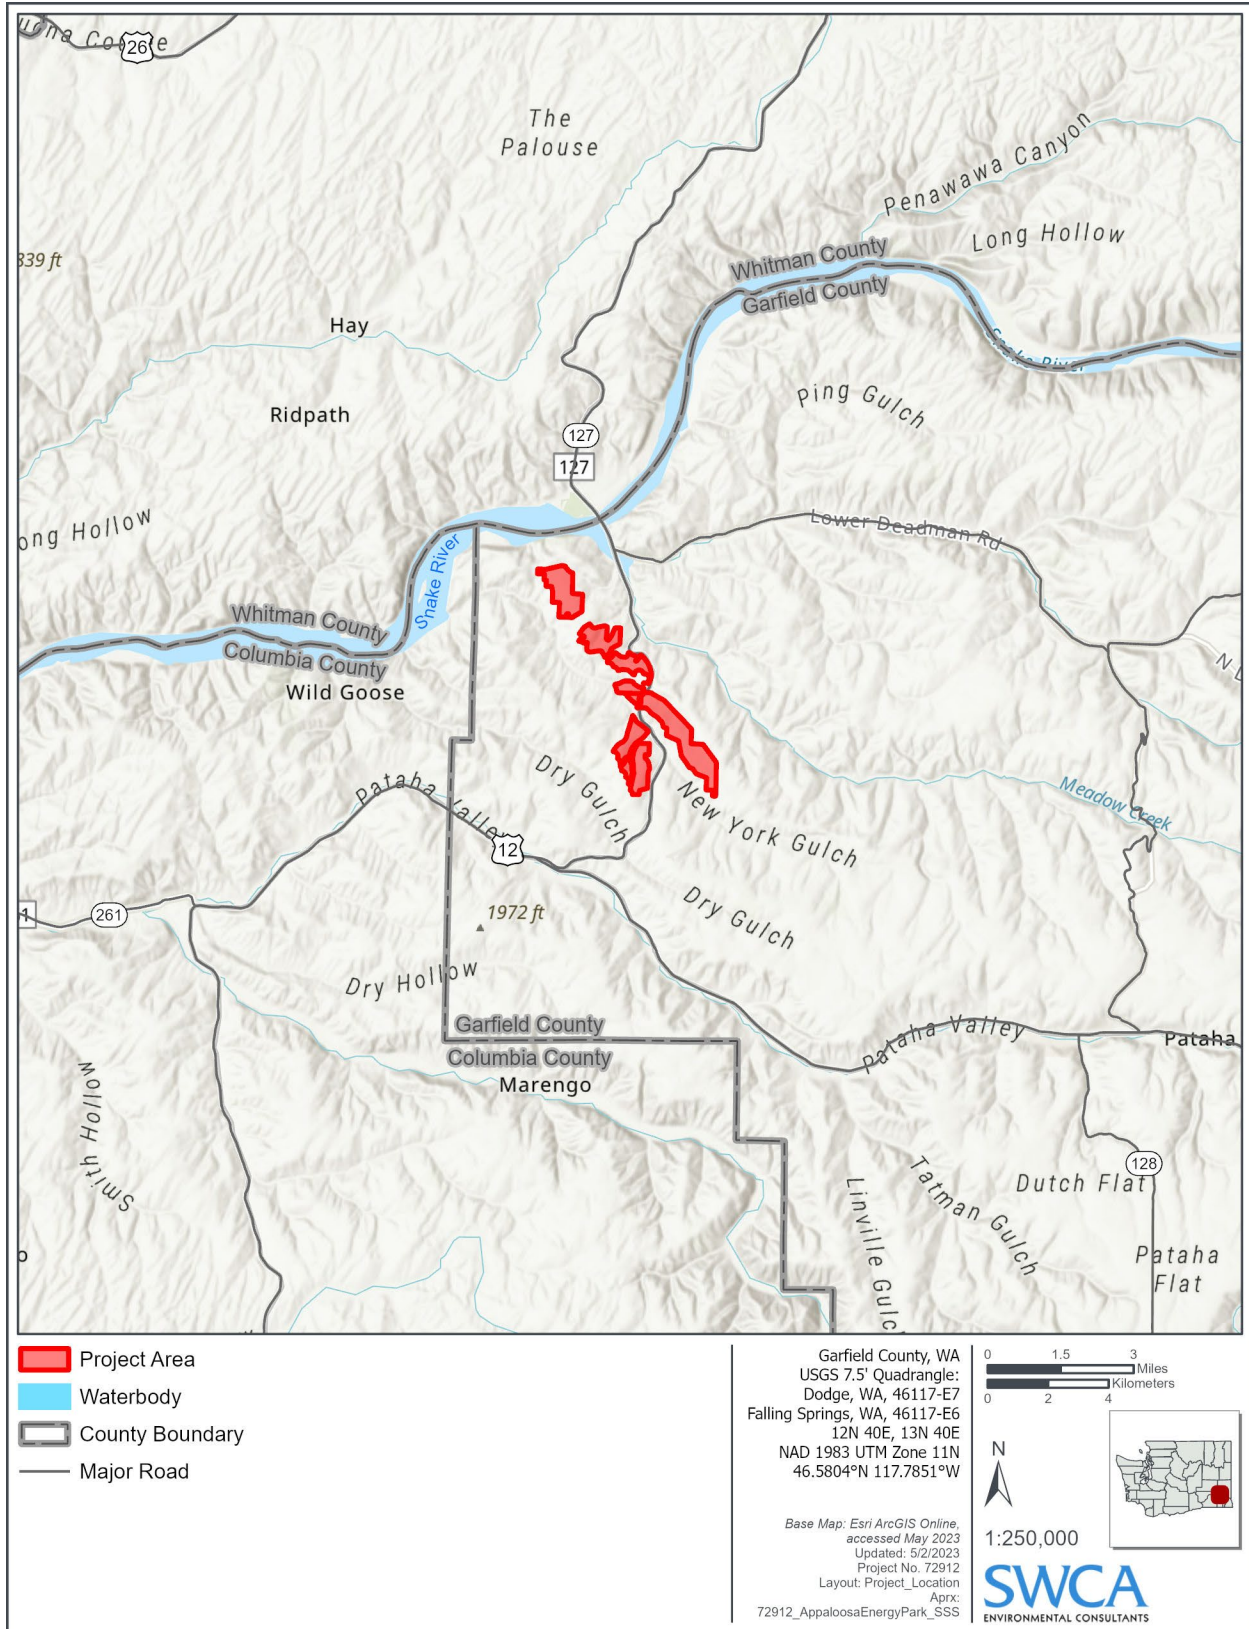 26
The
Palouse
Penawawa Canyon
Long Hollow
Whitman County
Garfield County
839 ft
Snake River
Hay
Ping Gulch
Ridpath
127
127
Lower Deadman Rd
ong Hollow
Snake River
Whitman County
Columbia County
Wild Goose
Dry Gulch
Pataha Valley
New York Gulch
Meadow Creek
12
Dry Gulch
1972 ft
261
1
Dry Hollow
Garfield County
Columbia County
Marengo
Pataha Valley
Pataha
Smith Hollow
128
Tatman Gulch
Dutch Flat
Linville Gulc
Pataha
Flat
o
Project Area
Waterbody
County Boundary
Major Road
Garfield County, WA
USGS 7.5' Quadrangle:
Dodge, WA, 46117-E7
Falling Springs, WA, 46117-E6
12N 40E, 13N 40E
NAD 1983 UTM Zone 11N
46.5804°N 117.7851°W
Base Map: Esri ArcGIS Online,
accessed May 2023
Updated: 5/2/2023
Project No. 72912
Layout: Project_Location
Aprx:
72912_AppaloosaEnergyPark_SSS
0 1.5 3
Miles
Kilometers
0 2 4
N
1:250,000
SWCA
ENVIRONMENTAL CONSULTANTS